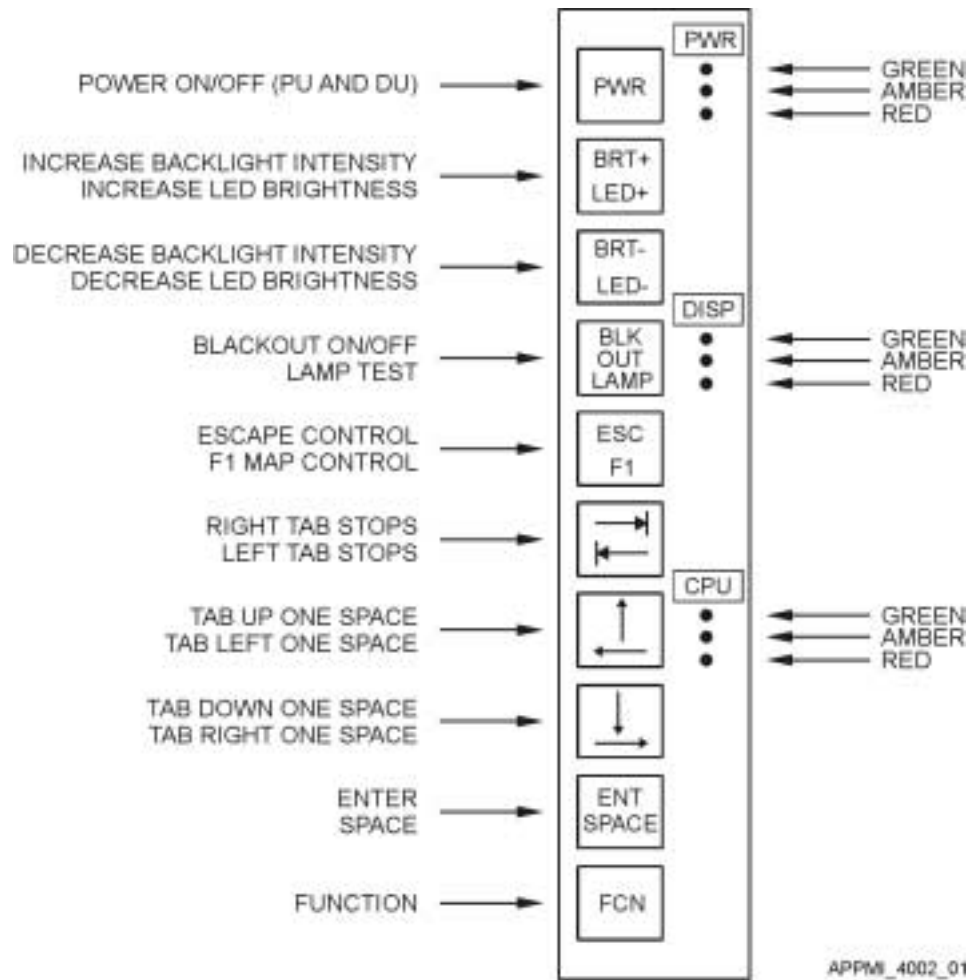 PWR
POWER ON/OFF (PU AND DU)
PWR
GREEN
AMBER
RED
INCREASE BACKLIGHT INTENSITY
INCREASE LED BRIGHTNESS
BRT+
LED+
DECREASE BACKLIGHT INTENSITY
DECREASE LED BRIGHTNESS
BRT-
LED-
DISP
BLACKOUT ON/OFF
LAMP TEST
BLK
OUT
LAMP
GREEN
AMBER
RED
ESCAPE CONTROL
F1 MAP CONTROL
ESC
F1
RIGHT TAB STOPS
LEFT TAB STOPS
CPU
TAB UP ONE SPACE
TAB LEFT ONE SPACE
GREEN
AMBER
RED
TAB DOWN ONE SPACE
TAB RIGHT ONE SPACE
ENTER
SPACE
ENT
SPACE
FUNCTION
FCN
APPMI_4002_01